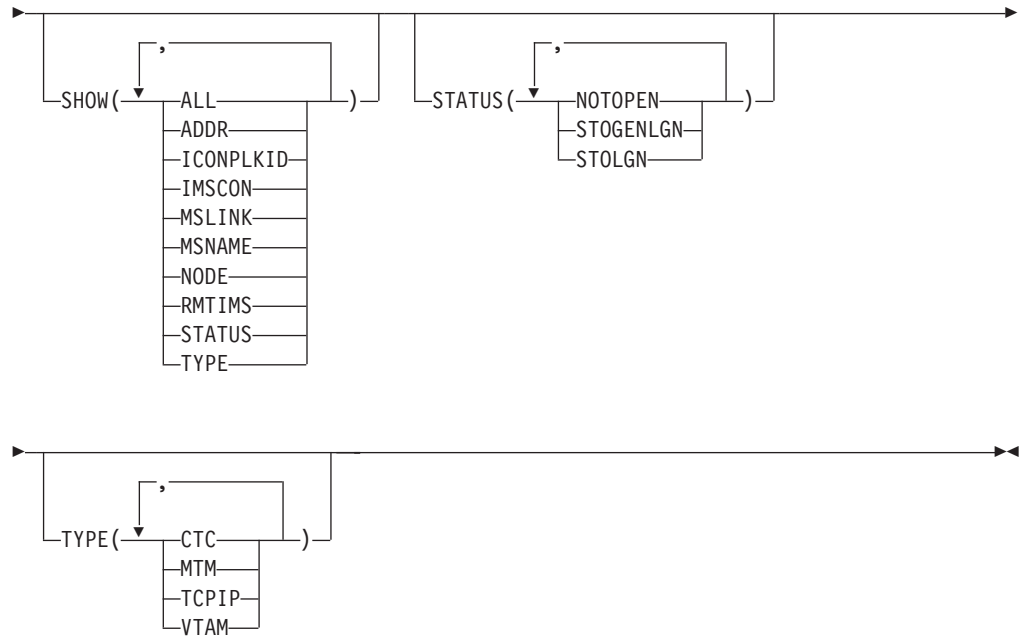 , ,
SHOW( ALL ) STATUS( NOTOPEN )
ADDR STOGENLGN
ICONPLKID STOLGN
IMSCON
MSLINK
MSNAME
NODE
RMTIMS
STATUS
TYPE
,
TYPE( CTC )
MTM
TCPIP
VTAM